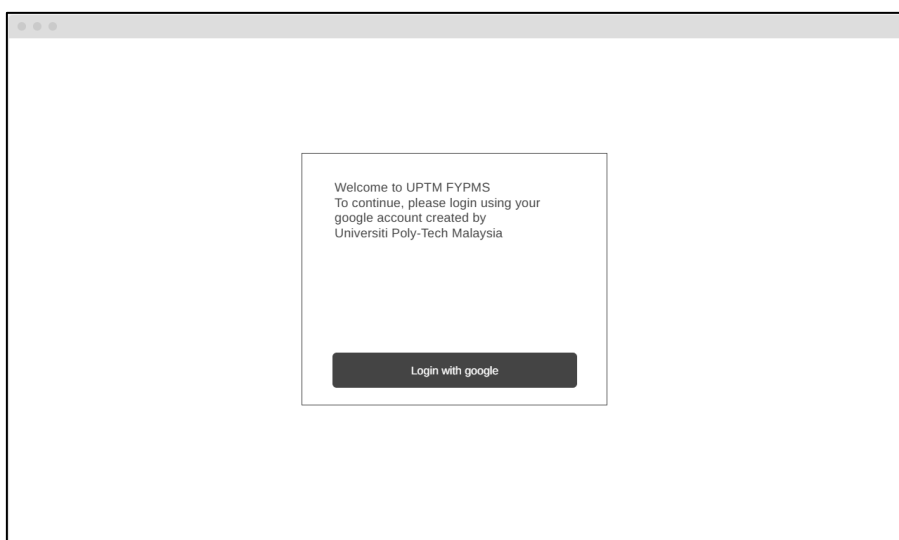 Welcome to UPTM FYPMS
To continue, please login using your
google account created by
Universiti Poly-Tech Malaysia
Login with google